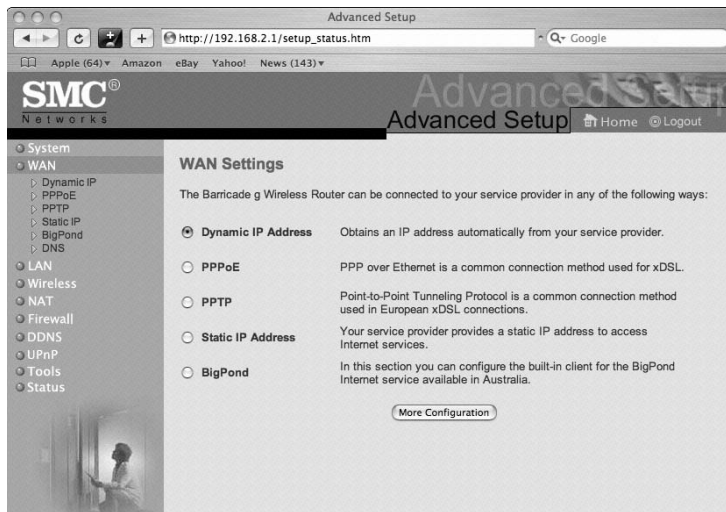 Advanced Setup
http://192.168.2.1/setup_status.htm
Google
Apple (64) Amazon eBay Yahoo! News (143)
SMC®
Networks
Advanced Setup
Advanced Setup
Home Logout
System
WAN
Dynamic IP
PPPoE
PPTP
Static IP
BigPond
DNS
LAN
Wireless
NAT
Firewall
DDNS
UPnP
Tools
Status
WAN Settings
The Barricade g Wireless Router can be connected to your service provider in any of the following ways:
Dynamic IP Address Obtains an IP address automatically from your service provider.
PPPoE PPP over Ethernet is a common connection method used for xDSL.
PPTP Point-to-Point Tunneling Protocol is a common connection method
used in European xDSL connections.
Static IP Address Your service provider provides a static IP address to access
Internet services.
BigPond In this section you can configure the built-in client for the BigPond
Internet service available in Australia.
More Configuration